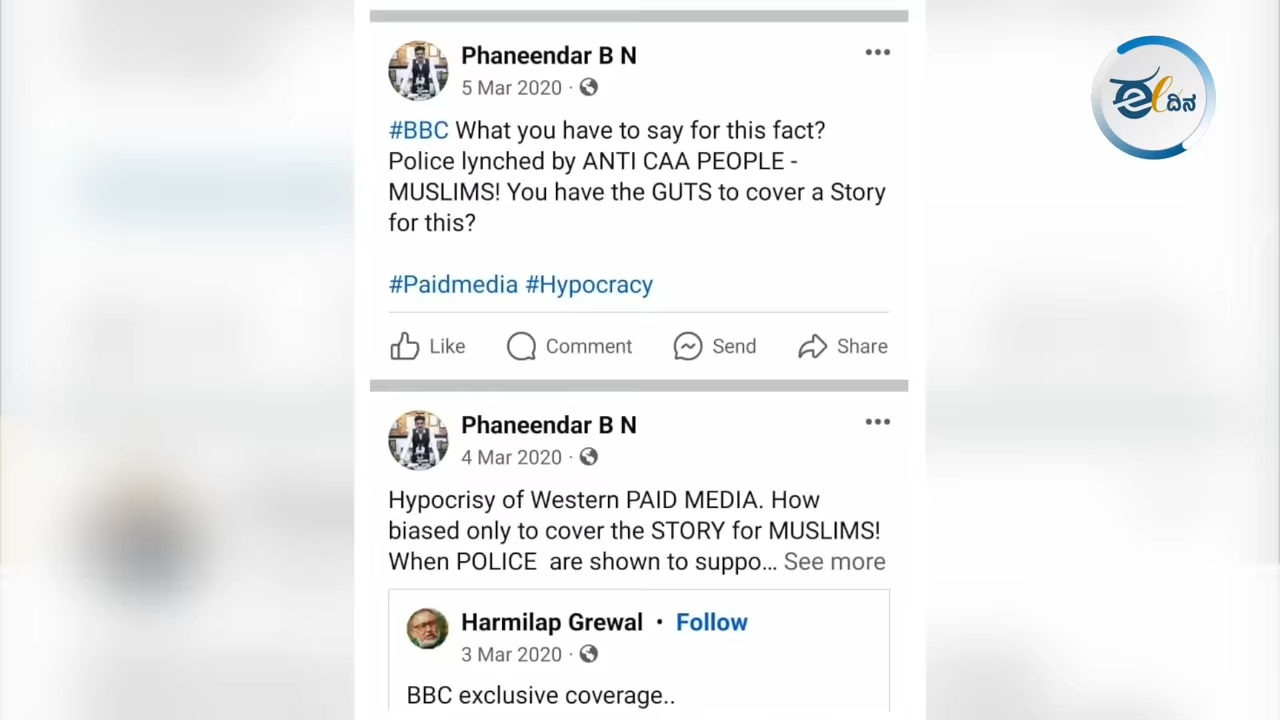 Phaneendar B N
5 Mar 2020 ·
#BBC What you have to say for this fact?
Police lynched by ANTI CAA PEOPLE -
MUSLIMS! You have the GUTS to cover a Story
for this?
#Paidmedia #Hypocracy
Like Comment Send Share
Phaneendar B N
4 Mar 2020 ·
Hypocrisy of Western PAID MEDIA. How
biased only to cover the STORY for MUSLIMS!
When POLICE are shown to suppo... See more
Harmilap Grewal • Follow
3 Mar 2020 ·
BBC exclusive coverage..
ದಿನ